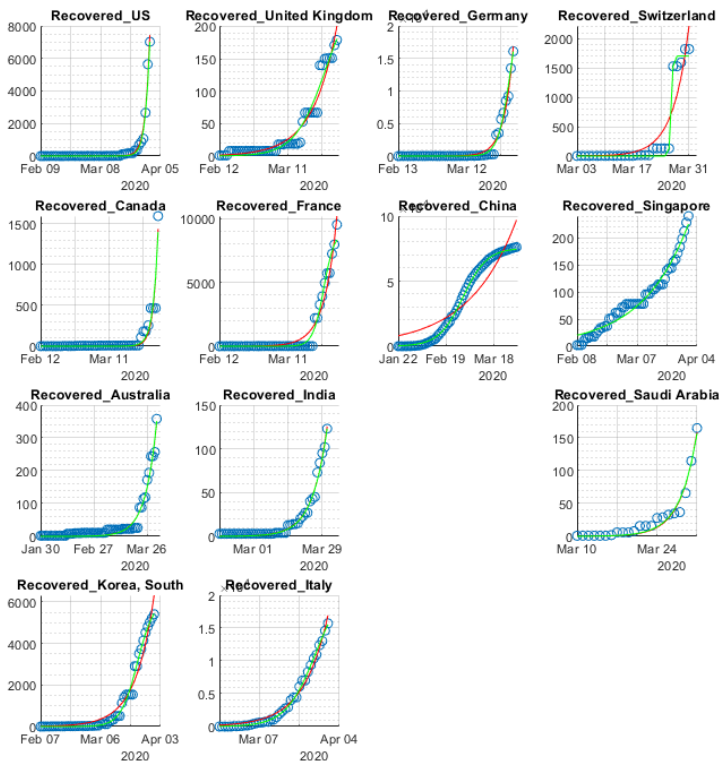 Recovered_US
8000
6000
4000
2000
0
Feb 09
Mar 08
Apr 05
2020
Recovered_United Kingdom
200
150
100
50
0
Feb 12
Mar 11
2020
Recovered_Germany
2
1.5
1
0.5
0
Feb 13
Mar 12
2020
Recovered_Switzerland
2000
1500
1000
500
0
Mar 03
Mar 17
Mar 31
2020
Recovered_Canada
1500
1000
500
0
Feb 12
Mar 11
2020
Recovered_France
10000
5000
0
Feb 12
Mar 11
2020
Recovered_China
10
5
0
Jan 22
Feb 19
Mar 18
2020
Recovered_Singapore
200
150
100
50
0
Feb 08
Mar 07
Apr 04
2020
Recovered_Australia
400
300
200
100
0
Jan 30
Feb 27
Mar 26
2020
Recovered_India
150
100
50
0
Mar 01
Mar 29
2020
Recovered_Saudi Arabia
200
150
100
50
0
Mar 10
Mar 24
2020
Recovered_Korea, South
6000
4000
2000
0
Feb 07
Mar 06
Apr 03
2020
Recovered_Italy
2
1.5
1
0.5
0
Mar 07
Apr 04
2020